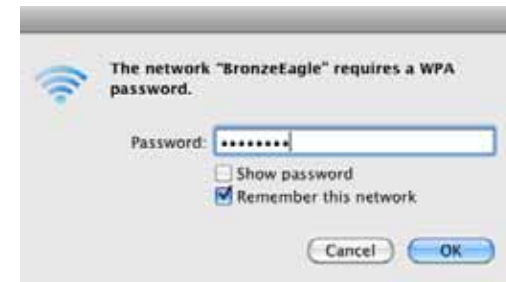 The network "BronzeEagle" requires a WPA
password.
Password: ••••••••
Show password
Remember this network
Cancel OK